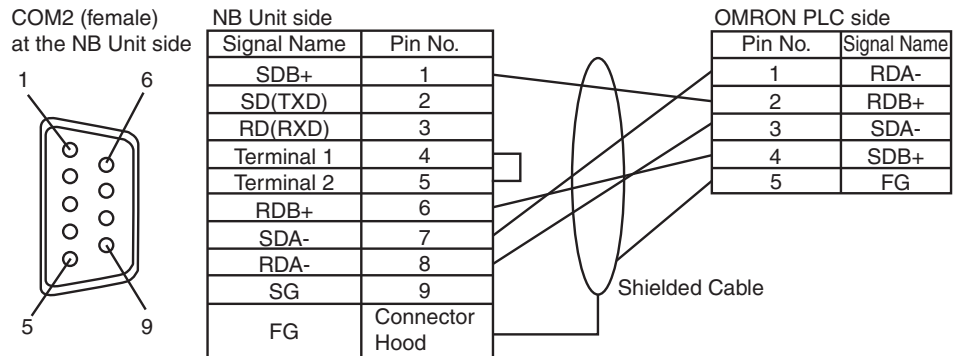 COM2 (female)
at the NB Unit side
1 6
5 9
NB Unit side
Signal Name Pin No.
SDB+ 1
SD(TXD) 2
RD(RXD) 3
Terminal 1 4
Terminal 2 5
RDB+ 6
SDA- 7
RDA- 8
SG 9
FG Connector
Hood
Shielded Cable
OMRON PLC side
Pin No. Signal Name
1 RDA-
2 RDB+
3 SDA-
4 SDB+
5 FG